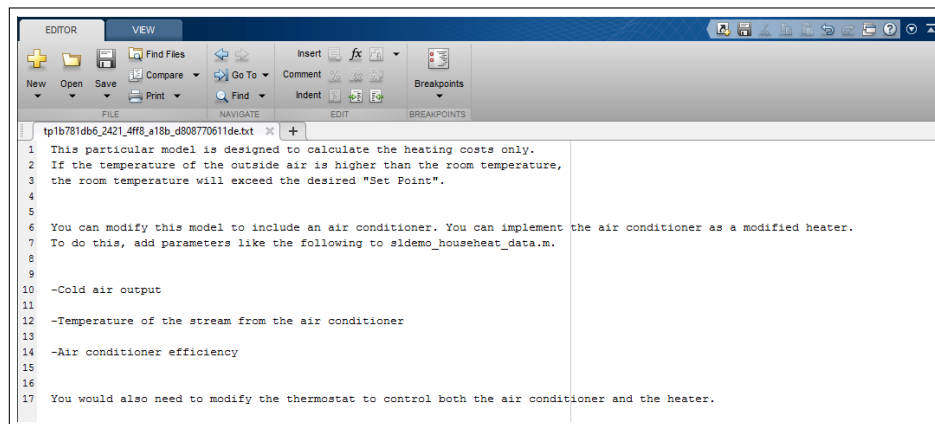 EDITOR VIEW
New Open Save Find Files Compare Print Go To Find Insert fx Comment Indent Breakpoints
FILE NAVIGATE EDIT BREAKPOINTS
tp1b781db6_2421_4ff8_a18b_d808770611de.txt × +
1 This particular model is designed to calculate the heating costs only.
2 If the temperature of the outside air is higher than the room temperature,
3 the room temperature will exceed the desired "Set Point".
4
5
6 You can modify this model to include an air conditioner. You can implement the air conditioner as a modified heater.
7 To do this, add parameters like the following to sldemo_househeat_data.m.
8
9
10 -Cold air output
11
12 -Temperature of the stream from the air conditioner
13
14 -Air conditioner efficiency
15
16
17 You would also need to modify the thermostat to control both the air conditioner and the heater.